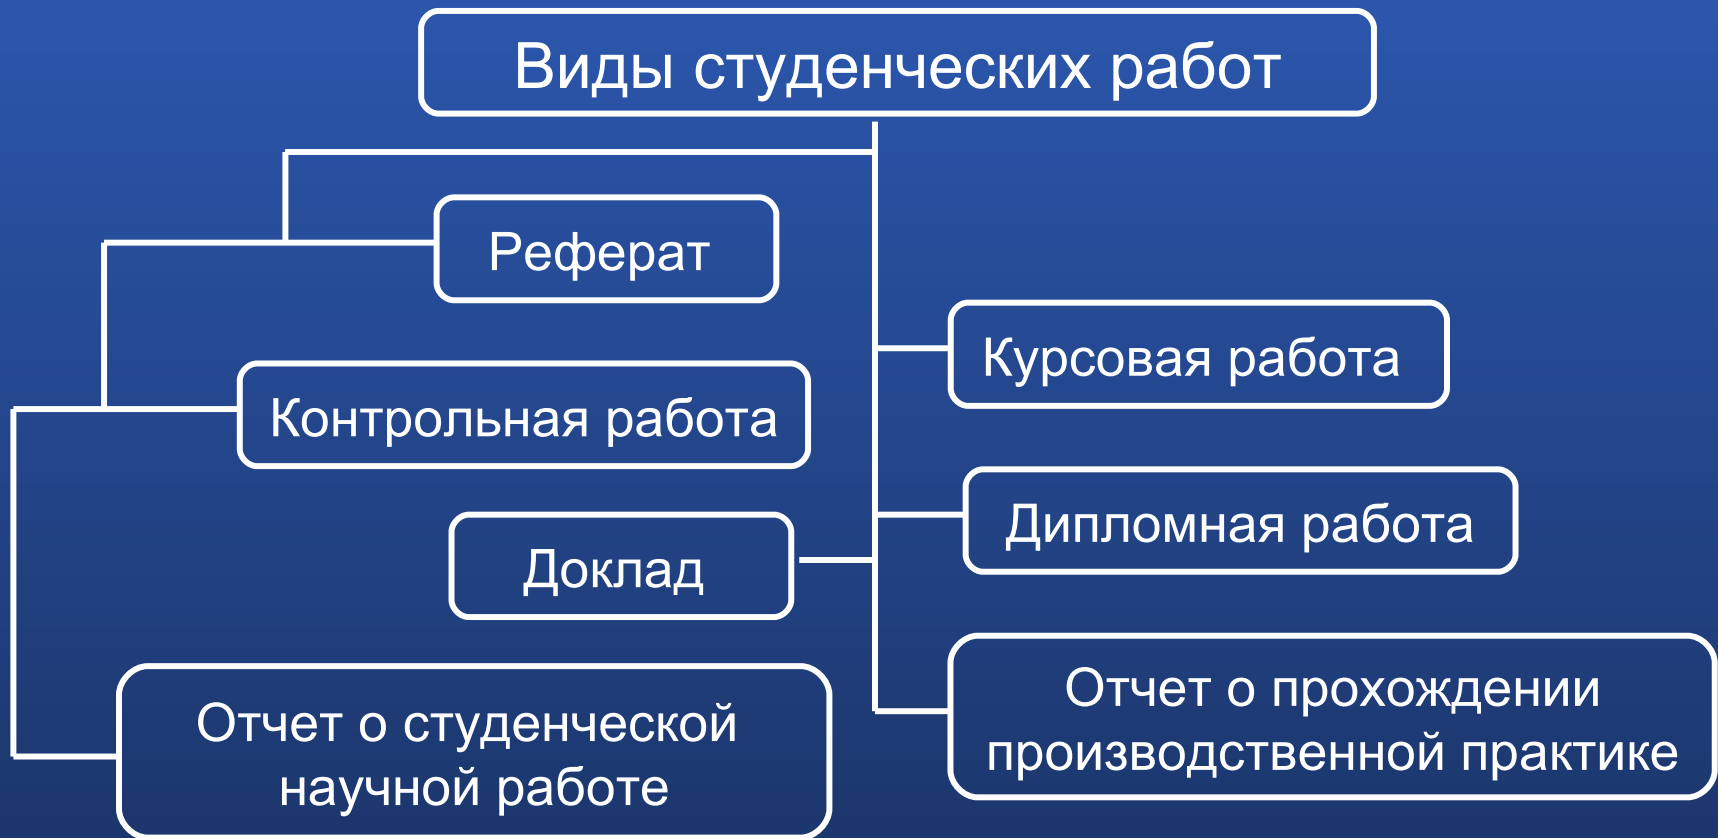 Виды студенческих работ
Реферат
Курсовая работа
Контрольная работа
Дипломная работа
Доклад
Отчет о студенческой
научной работе
Отчет о прохождении
производственной практике